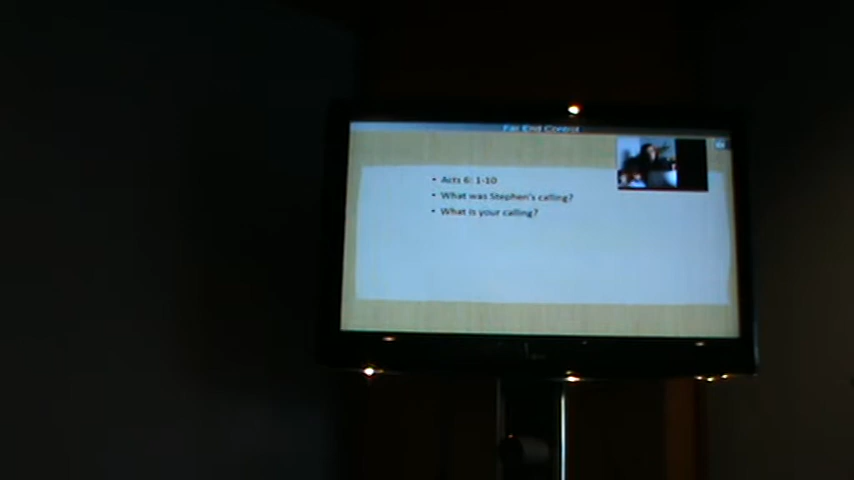 Far End Control
• Acts 6: 1-10
• What was Stephen's calling?
• What is your calling?